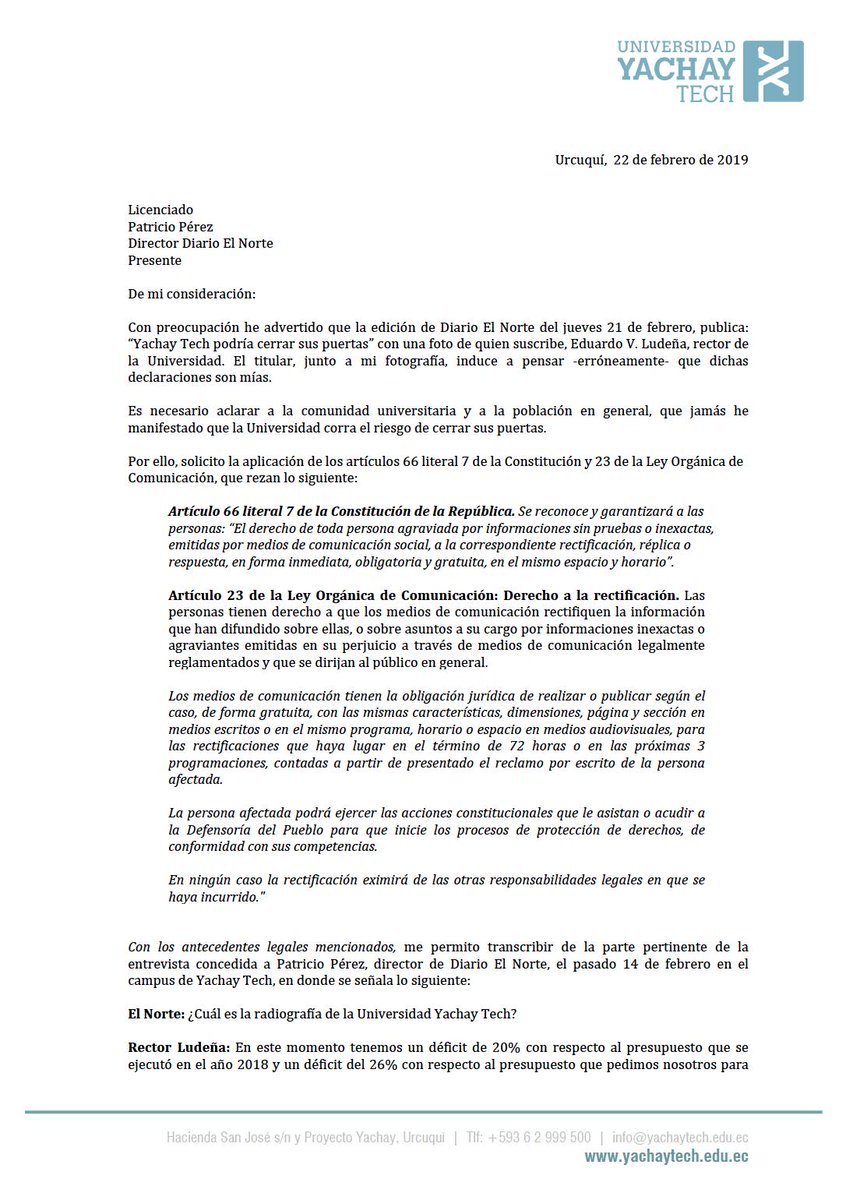 UNIVERSIDAD
YACHAY
TECH
Urcuquí, 22 de febrero de 2019
Licenciado
Patricio Pérez
Director Diario El Norte
Presente
De mi consideración:
Con preocupación he advertido que la edición de Diario El Norte del jueves 21 de febrero, publica:
“Yachay Tech podría cerrar sus puertas” con una foto de quien suscribe, Eduardo V. Ludeña, rector de
la Universidad. El titular, junto a mi fotografía, induce a pensar -erróneamente- que dichas
declaraciones son mías.
Es necesario aclarar a la comunidad universitaria y a la población en general, que jamás he
manifestado que la Universidad corra el riesgo de cerrar sus puertas.
Por ello, solicito la aplicación de los artículos 66 literal 7 de la Constitución y 23 de la Ley Orgánica de
Comunicación, que rezan lo siguiente:
Artículo 66 literal 7 de la Constitución de la República. Se reconoce y garantizará a las
personas: “El derecho de toda persona agraviada por informaciones sin pruebas o inexactas,
emitidas por medios de comunicación social, a la correspondiente rectificación, réplica o
respuesta, en forma inmediata, obligatoria y gratuita, en el mismo espacio y horario”.
Artículo 23 de la Ley Orgánica de Comunicación: Derecho a la rectificación. Las
personas tienen derecho a que los medios de comunicación rectifiquen la información
que han difundido sobre ellas, o sobre asuntos a su cargo por informaciones inexactas o
agraviantes emitidas en su perjuicio a través de medios de comunicación legalmente
reglamentados y que se dirijan al público en general.
Los medios de comunicación tienen la obligación jurídica de realizar o publicar según el
caso, de forma gratuita, con las mismas características, dimensiones, página y sección en
medios escritos o en el mismo programa, horario o espacio en medios audiovisuales, para
las rectificaciones que haya lugar en el término de 72 horas o en las próximas 3
programaciones, contadas a partir de presentado el reclamo por escrito de la persona
afectada.
La persona afectada podrá ejercer las acciones constitucionales que le asistan o acudir a
la Defensoría del Pueblo para que inicie los procesos de protección de derechos, de
conformidad con sus competencias.
En ningún caso la rectificación eximirá de las otras responsabilidades legales en que se
haya incurrido."
Con los antecedentes legales mencionados, me permito transcribir de la parte pertinente de la
entrevista concedida a Patricio Pérez, director de Diario El Norte, el pasado 14 de febrero en el
campus de Yachay Tech, en donde se señala lo siguiente:
El Norte: ¿Cuál es la radiografía de la Universidad Yachay Tech?
Rector Ludeña: En este momento tenemos un déficit de 20% con respecto al presupuesto que se
ejecutó en el año 2018 y un déficit del 26% con respecto al presupuesto que pedimos nosotros para
Hacienda San José s/n y Proyecto Yachay. Urcuquí | Tlf: +593 6 2 999 500 | info@yachaytech.edu.ec
www.yachaytech.edu.ec